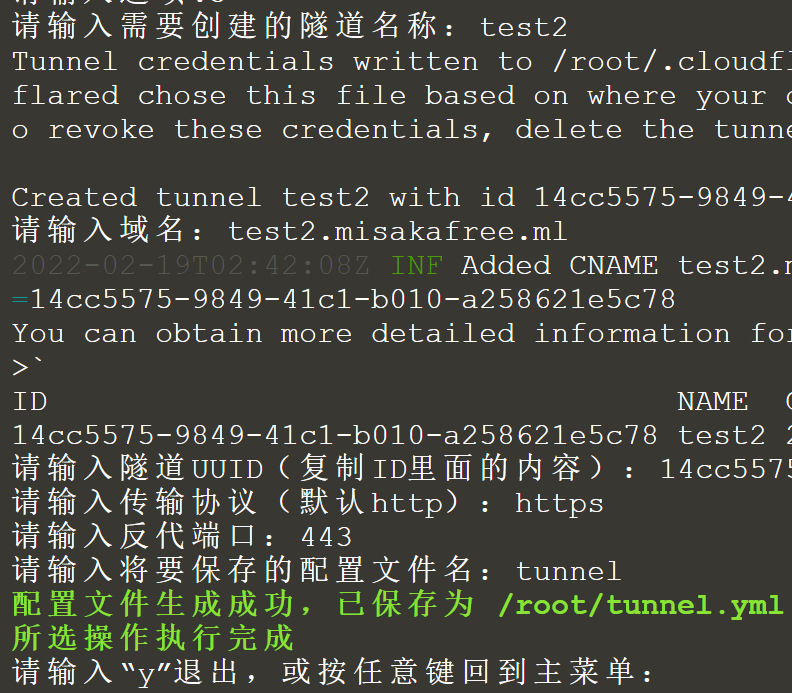 请输入需要创建的隧道名称：test2
Tunnel credentials written to /root/.cloudfl
flared chose this file based on where your
o revoke these credentials, delete the tunne
Created tunnel test2 with id 14cc5575-9849-4
请输入域名：test2.misakafree.ml
2022-02-19T02:42:08Z INF Added CNAME test2.
=14cc5575-9849-41c1-b010-a258621e5c78
You can obtain more detailed information for
>`
ID NAME
14cc5575-9849-41c1-b010-a258621e5c78 test2 2
请输入隧道UUID（复制ID里面的内容）：14cc5575
请输入传输协议（默认http）：https
请输入反代端口：443
请输入将要保存的配置文件名：tunnel
配置文件生成成功，已保存为 /root/tunnel.yml
所选操作执行完成
请输入“y”退出，或按任意键回到主菜单：